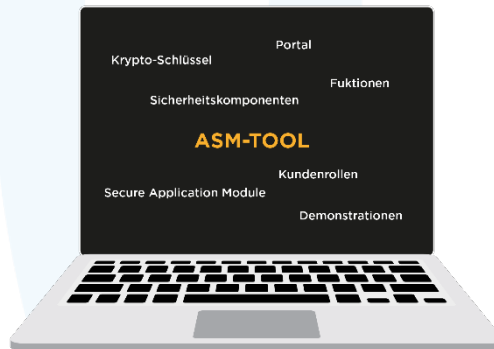 Portal
Krypto-Schlüssel
Fuktionen
Sicherheitskomponenten
ASM-TOOL
Kundenrollen
Secure Application Module
Demonstrationen